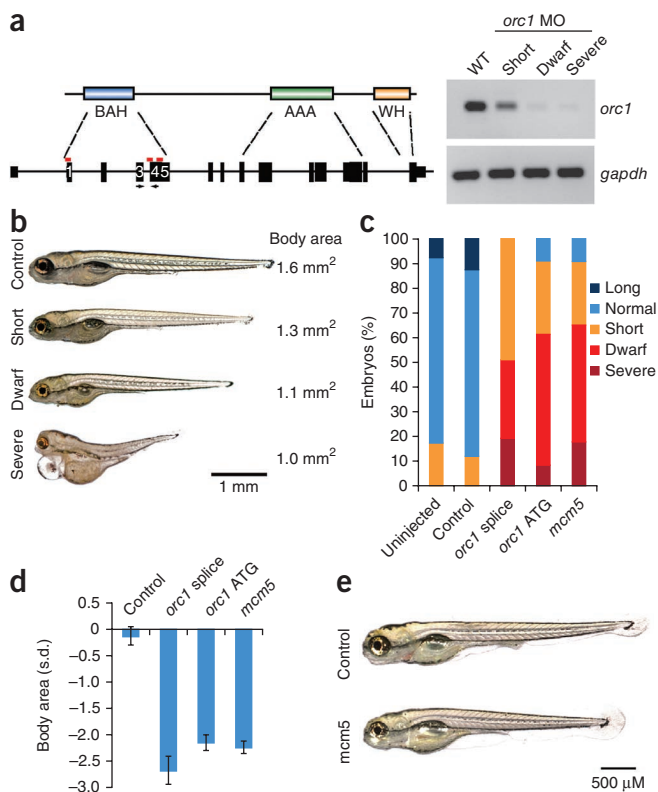 a
orc1 MO
WT
Short
Dwarf
Severe
BAH
AAA
WH
1
3
45
orc1
gapdh
b
Body area
Control
1.6 mm²
Short
1.3 mm²
Dwarf
1.1 mm²
Severe
1.0 mm²
1 mm
c
Embryos (%)
100
90
80
70
60
50
40
30
20
10
0
Long
Normal
Short
Dwarf
Severe
Uninjected
Control
orc1 splice
orc1 ATG
mcm5
d
Control
orc1 splice
orc1 ATG
mcm5
Body area (s.d.)
0.5
0
–0.5
–1.0
–1.5
–2.0
–2.5
–3.0
e
Control
mcm5
500 µM